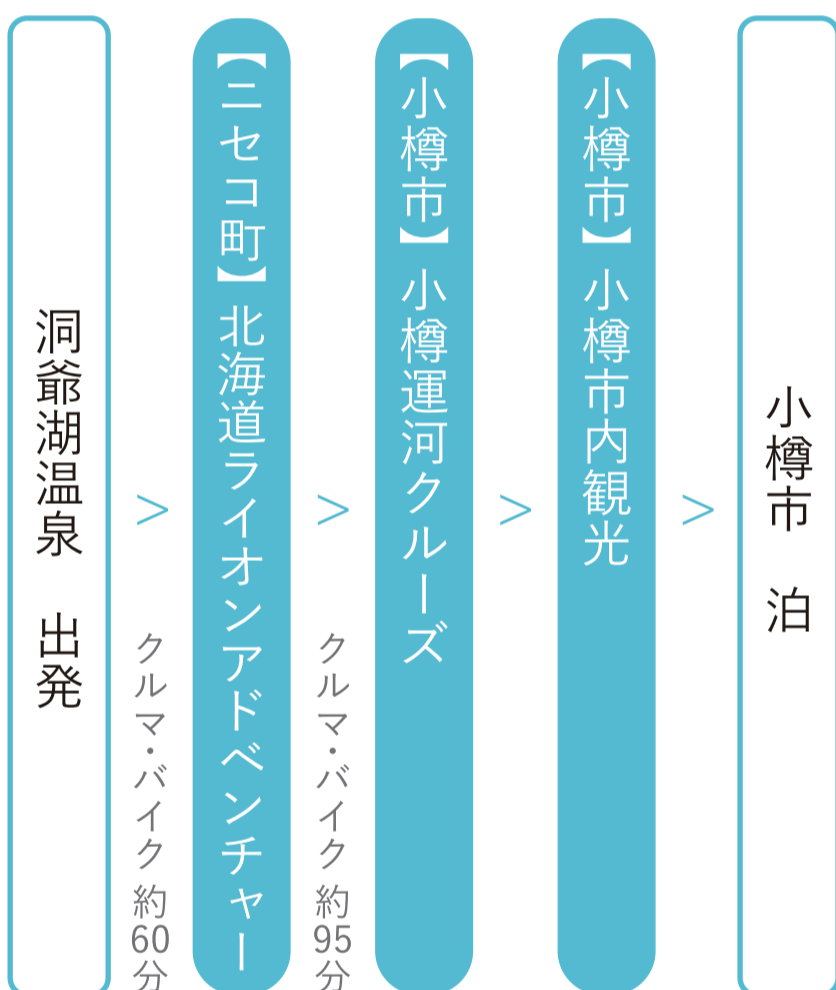 洞爺湖温泉　出発
>
クルマ・バイク 約60分
【ニセコ町】北海道ライオンアドベンチャー
>
クルマ・バイク 約95分
【小樽市】小樽運河クルーズ
>
【小樽市】小樽市内観光
>
小樽市　泊